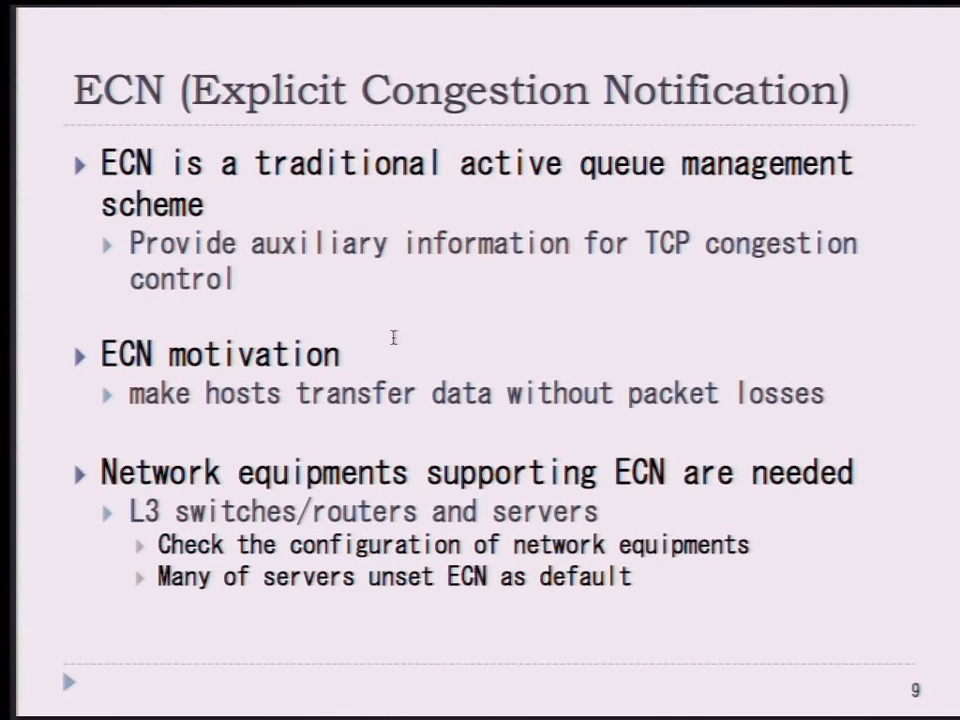 ECN (Explicit Congestion Notification)
ECN is a traditional active queue management
scheme
Provide auxiliary information for TCP congestion
control
ECN motivation
make hosts transfer data without packet losses
Network equipments supporting ECN are needed
L3 switches/routers and servers
Check the configuration of network equipments
Many of servers unset ECN as default
9